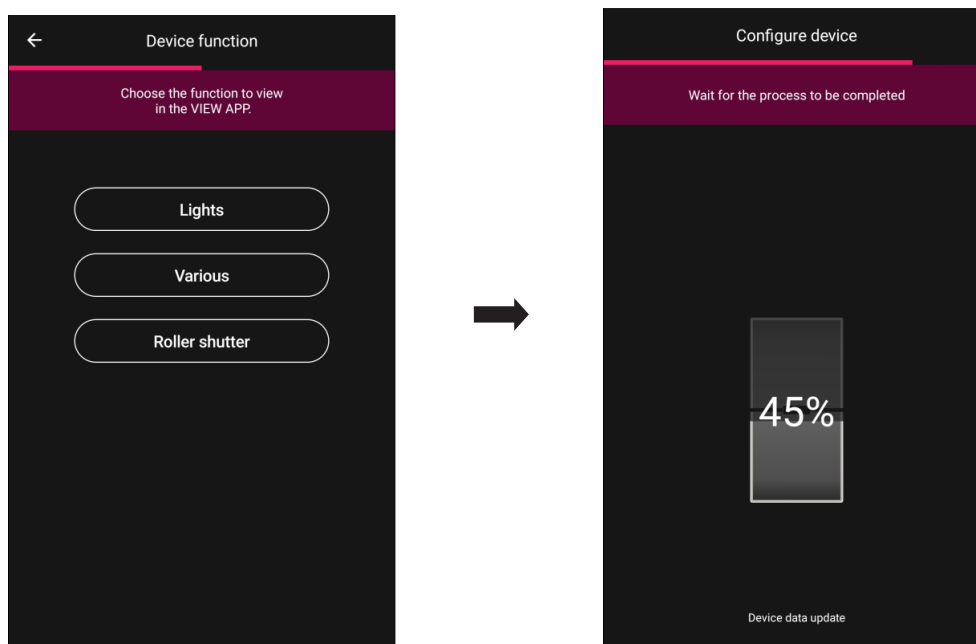 Device function
Choose the function to view
in the VIEW APP.
Lights
Various
Roller shutter
Configure device
Wait for the process to be completed
45%
Device data update